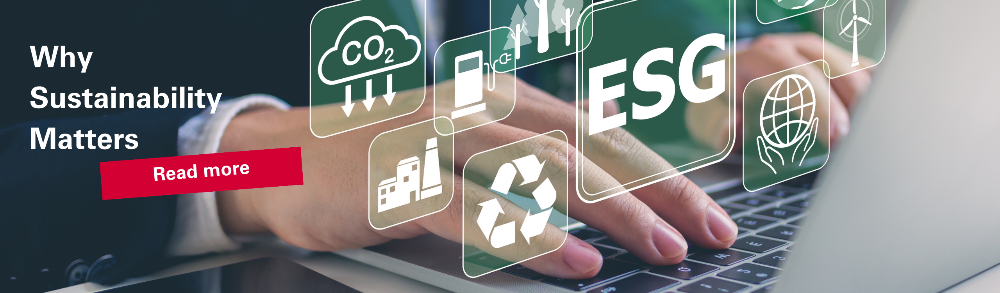 Why
Sustainability
Matters
Read more
CO2
ESG
W
E
Q